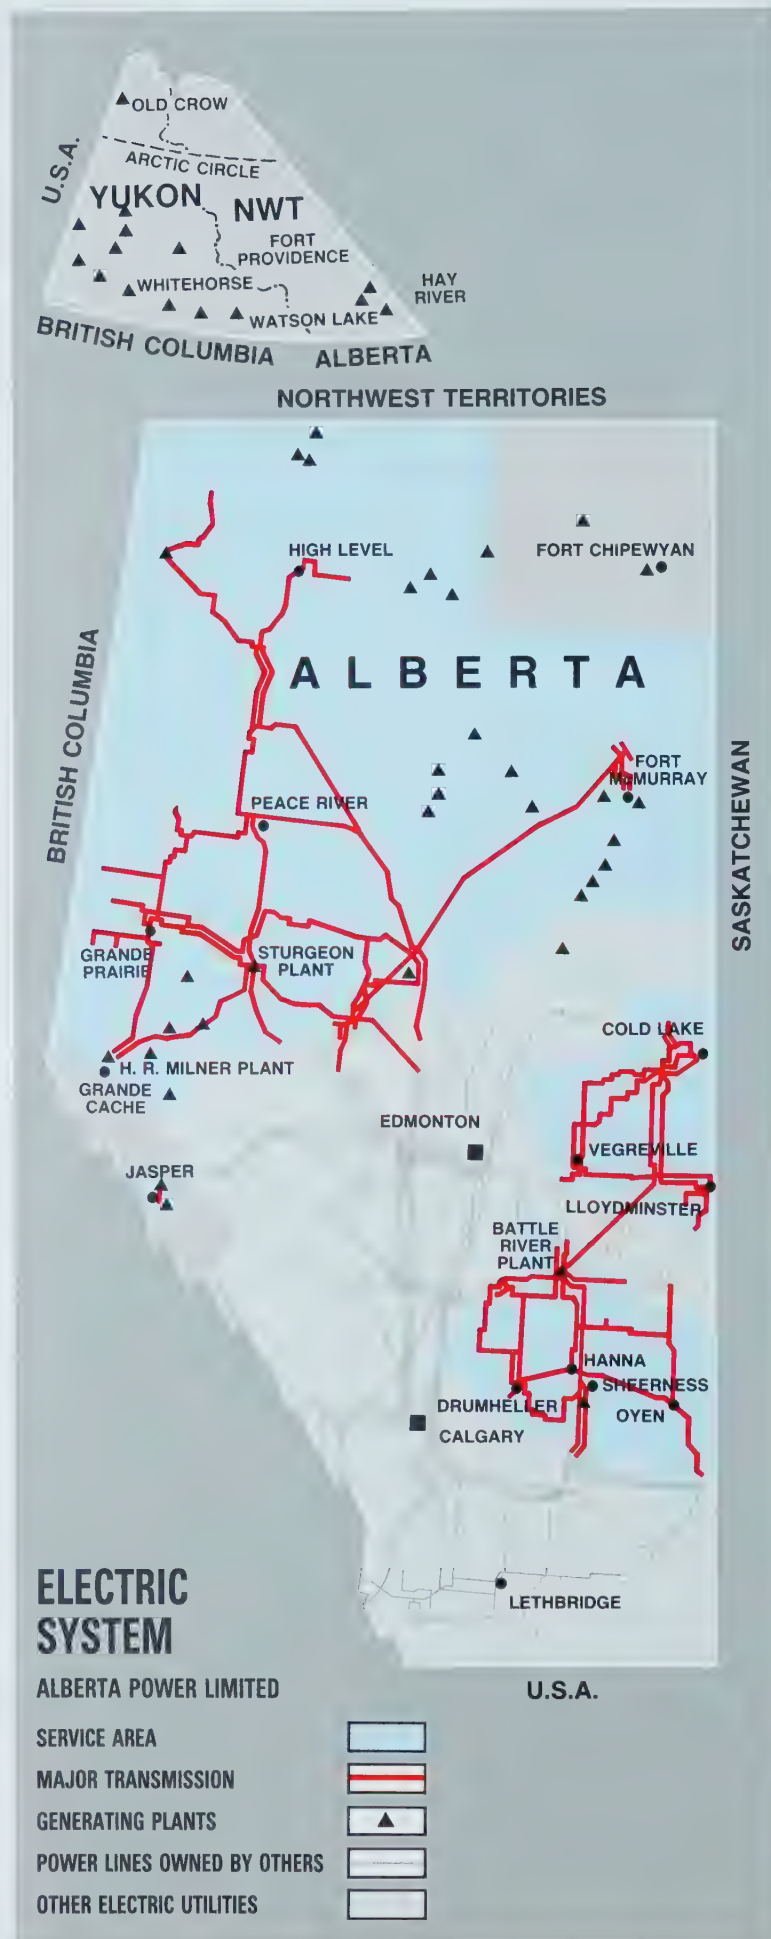 OLD CROW
U.S.A.
ARCTIC CIRCLE
YUKON
NWT
FORT
PROVIDENCE
WHITEHORSE
HAY
RIVER
WATSON LAKE
BRITISH COLUMBIA
ALBERTA
NORTHWEST TERRITORIES
HIGH LEVEL
FORT CHIPEWYAN
ALBERTA
BRITISH COLUMBIA
SASKATCHEWAN
FORT
McMURRAY
PEACE RIVER
GRANDE
PRAIRIE
STURGEON
PLANT
COLD LAKE
H. R. MILNER PLANT
GRANDE
CACHE
EDMONTON
VEGREVILLE
JASPER
LLOYDMINSTER
BATTLE
RIVER
PLANT
HANNA
SHEERNESS
DRUMHELLER
OYEN
CALGARY
LETHBRIDGE
U.S.A.
ELECTRIC
SYSTEM
ALBERTA POWER LIMITED
SERVICE AREA
MAJOR TRANSMISSION
GENERATING PLANTS
POWER LINES OWNED BY OTHERS
OTHER ELECTRIC UTILITIES